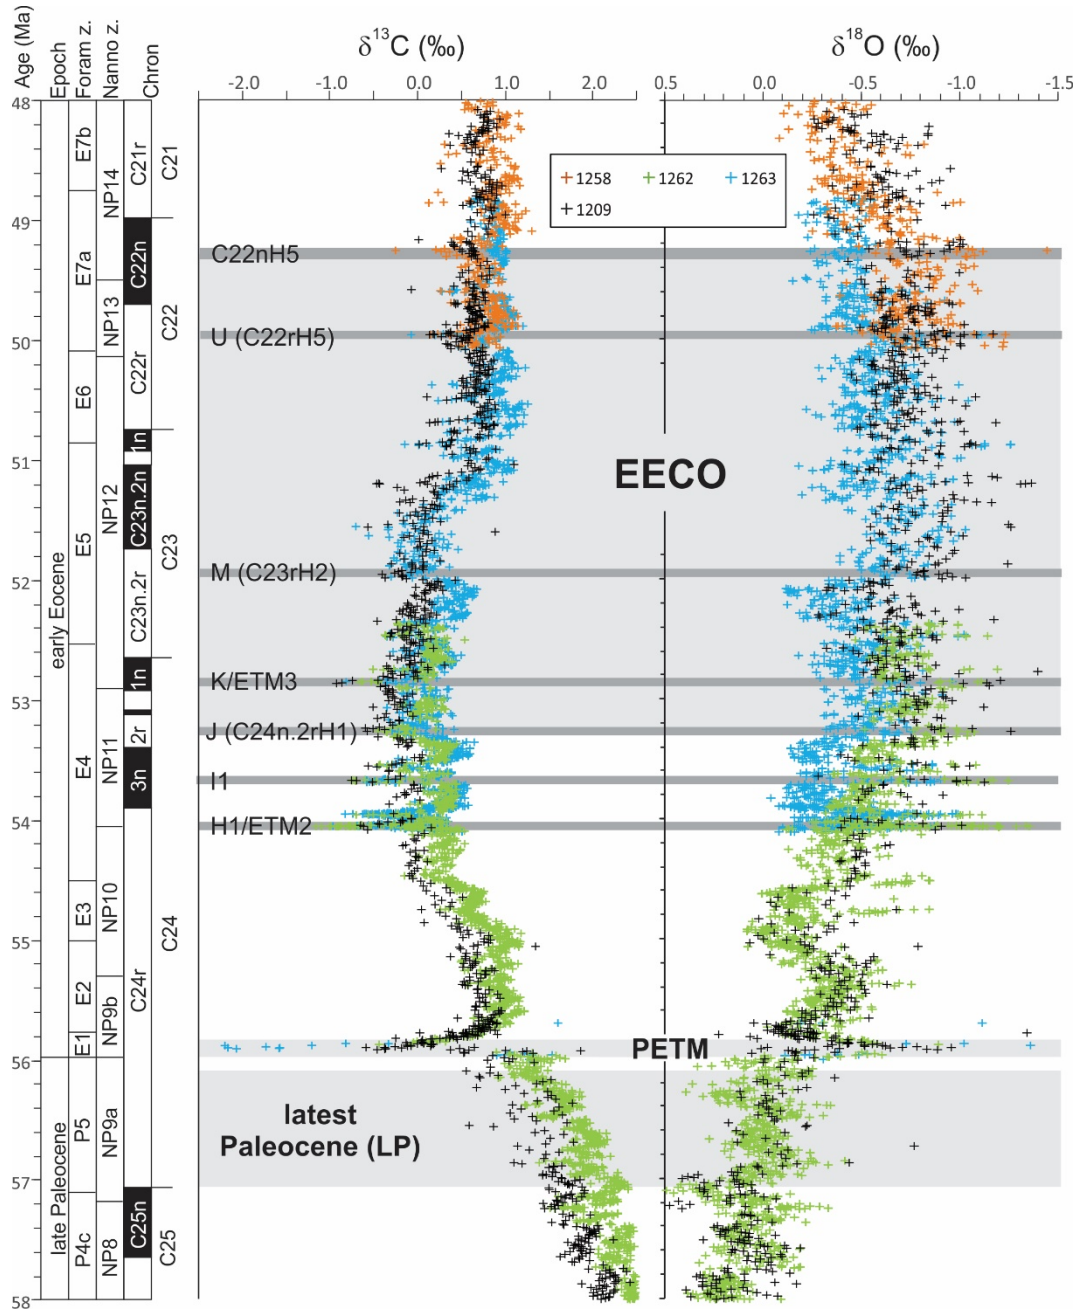 Age (Ma)
Epoch
Foram z.
Nanno z.
Chron
δ¹³C (‰)
δ¹⁸O (‰)
-2.0 -1.0 0.0 1.0 2.0
0.5 0.0 -0.5 -1.0 -1.5
48
49
50
51
52
53
54
55
56
57
58
early Eocene
late Paleocene
E7b
E7a
E6
E5
E4
E3
E2
E1
P5
P4c
NP14
NP13
NP12
NP11
NP10
NP9b
NP9a
NP8
C21r
C22n
C22r
1n
C23n.2n
C23n.2r
1n
2r
3n
C24r
C25n
C21
C22
C23
C24
C25
+1258 +1262 +1263
+1209
C22nH5
U (C22rH5)
EECO
M (C23rH2)
K/ETM3
J (C24n.2rH1)
I1
H1/ETM2
PETM
latest
Paleocene (LP)